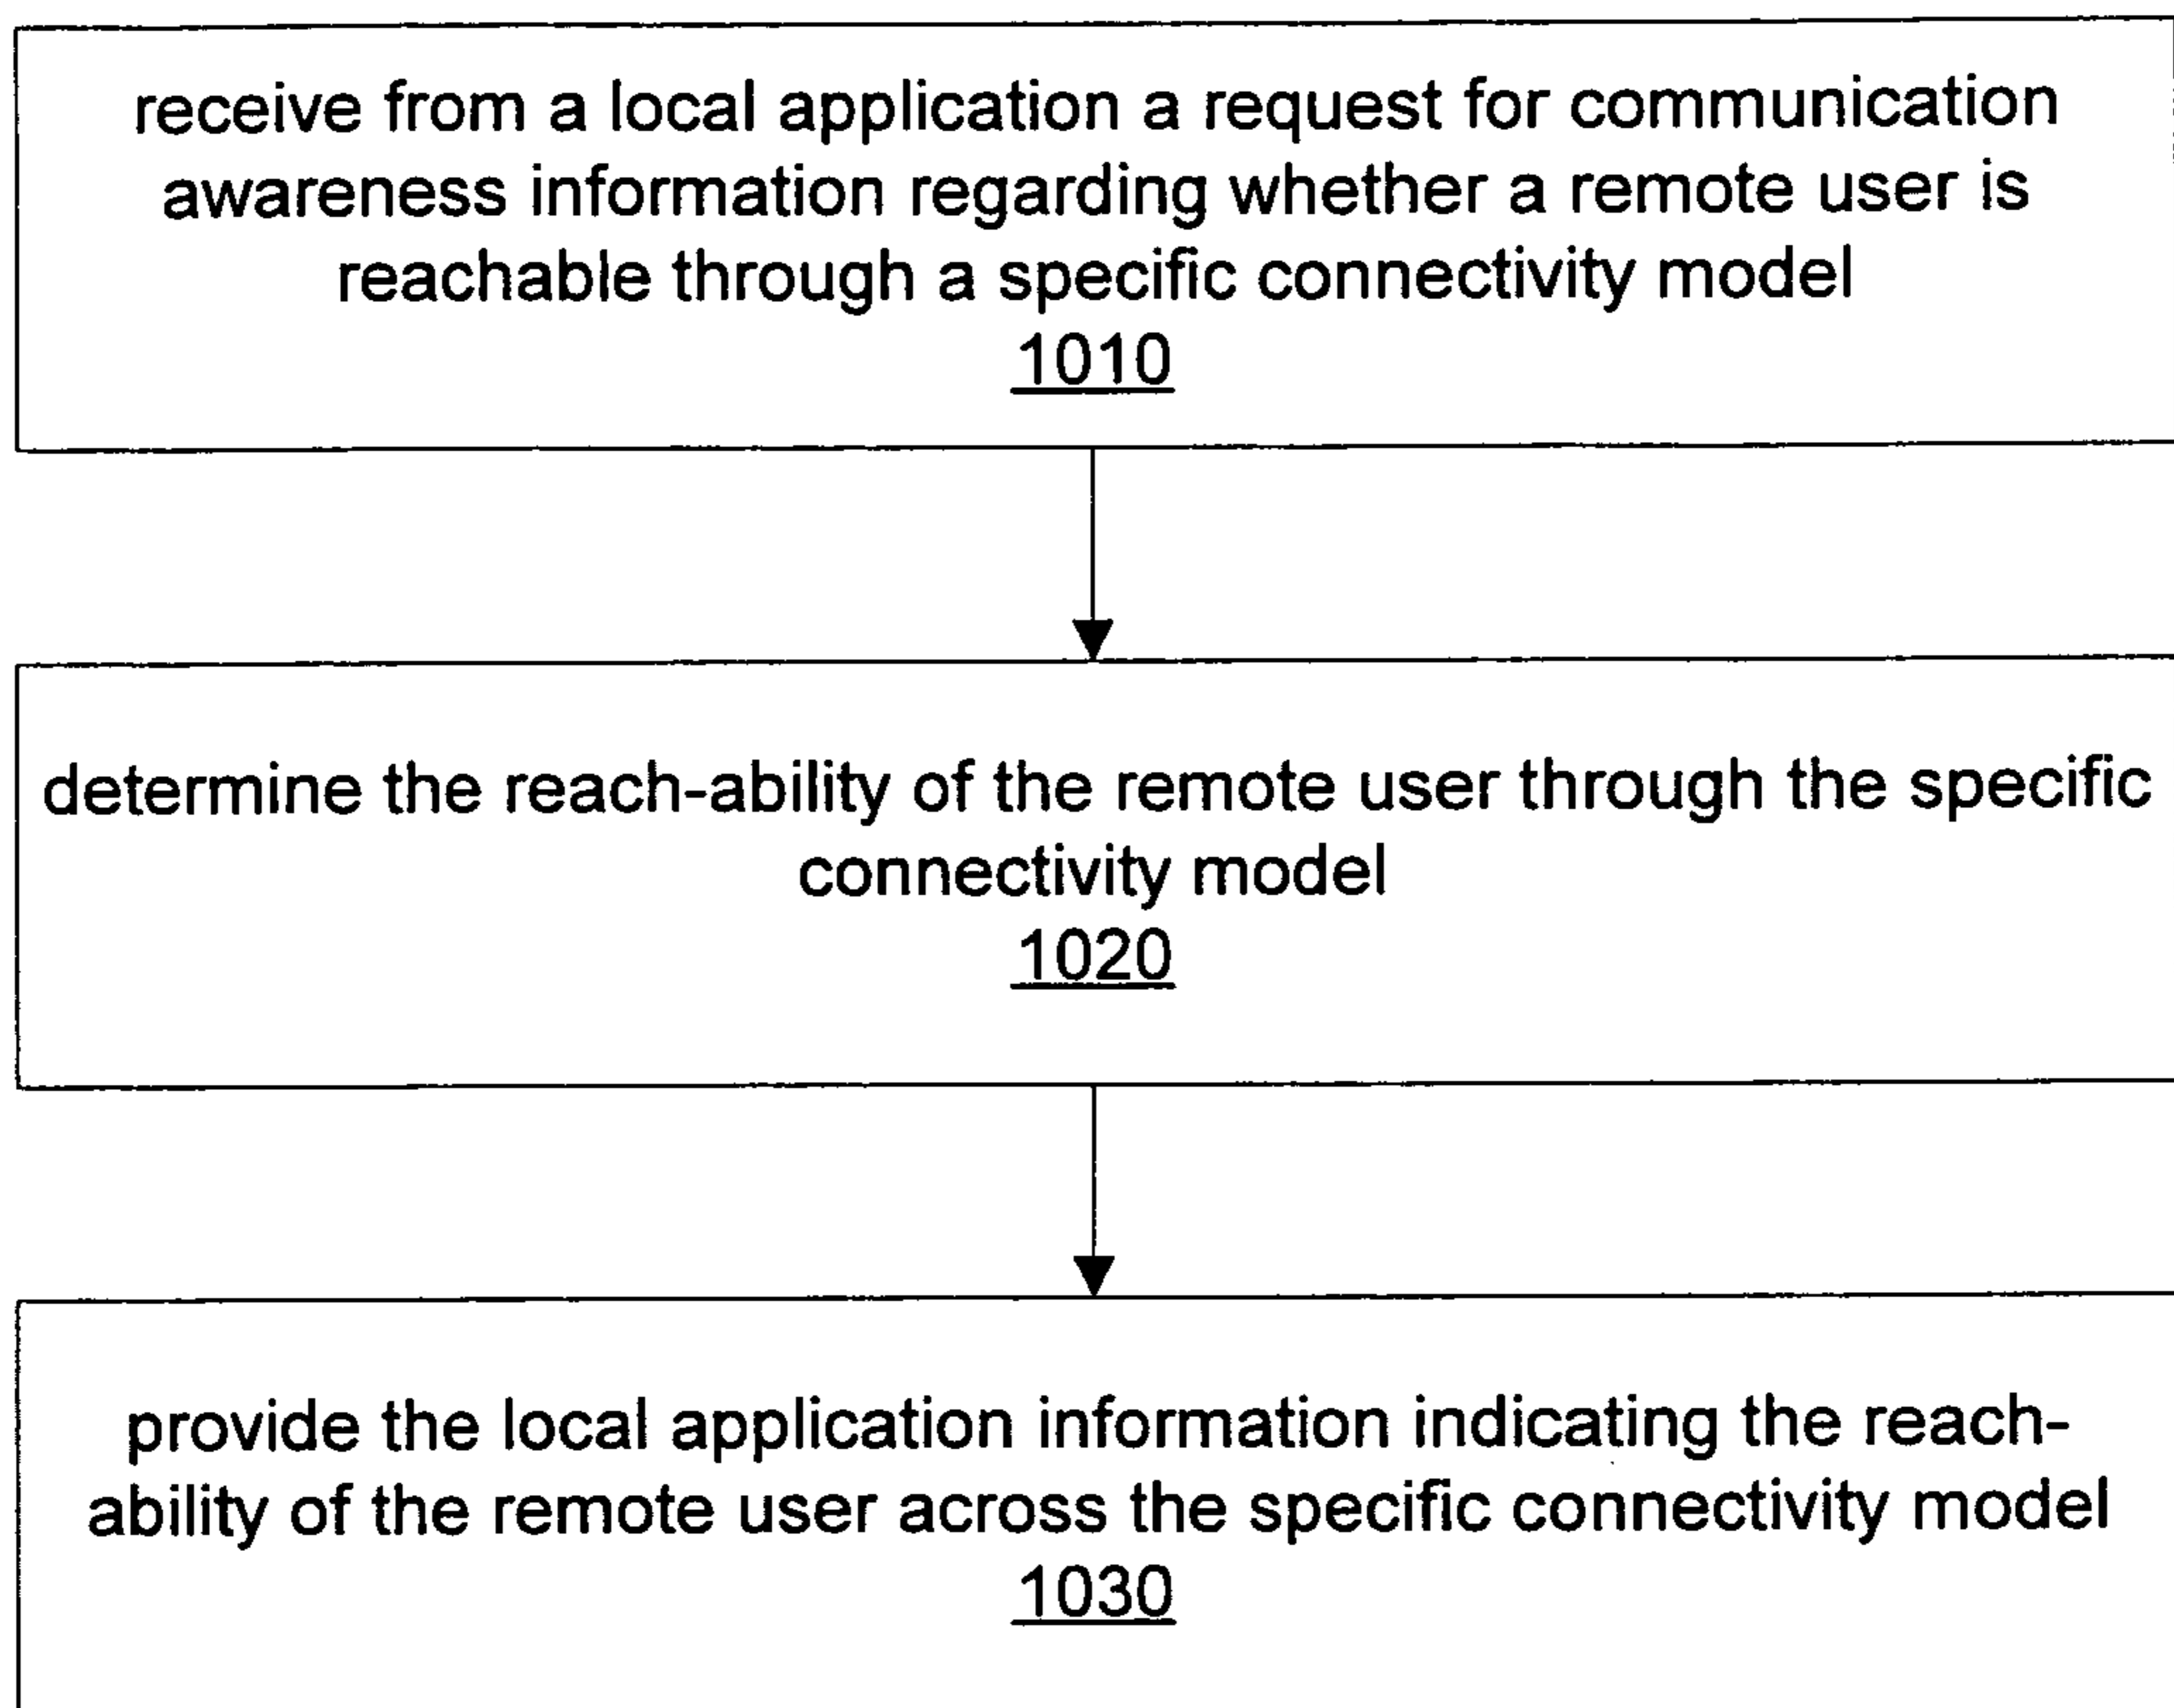 receive from a local application a request for communication
awareness information regarding whether a remote user is
reachable through a specific connectivity model
1010
determine the reach-ability of the remote user through the specific
connectivity model
1020
provide the local application information indicating the reach-
ability of the remote user across the specific connectivity model
1030